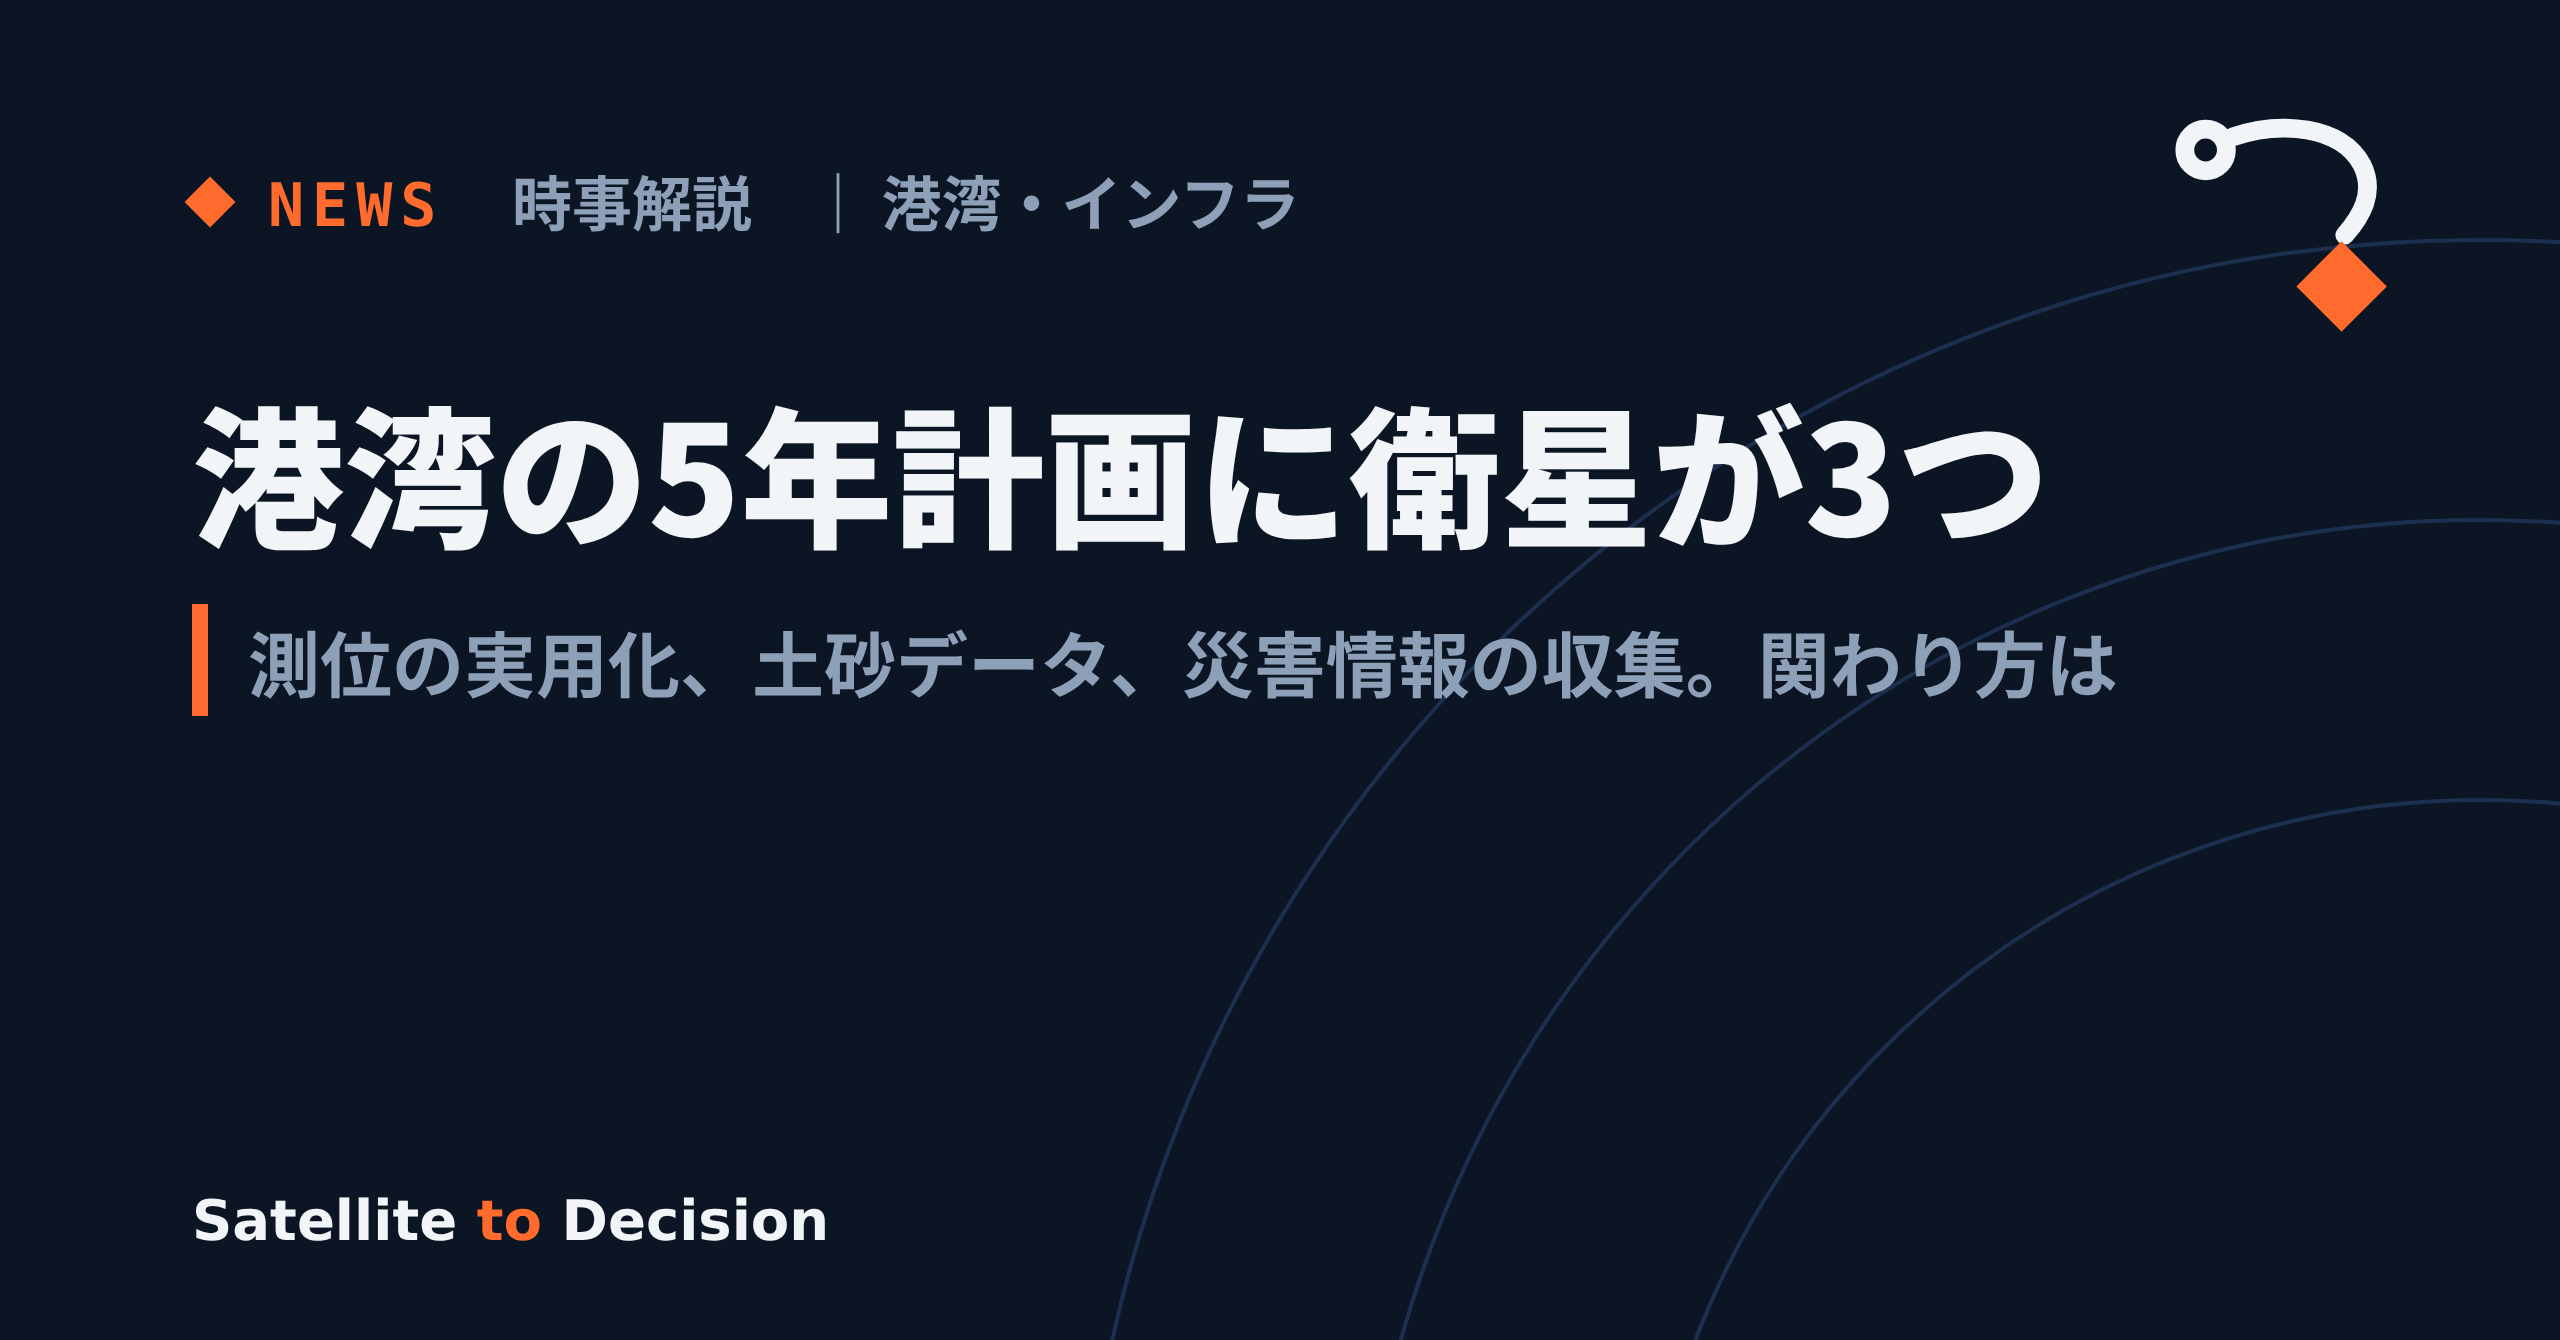 NEWS 時事解説 | 港湾・インフラ
港湾の5年計画に衛星が3つ
測位の実用化、土砂データ、災害情報の収集。関わり方は
Satellite to Decision